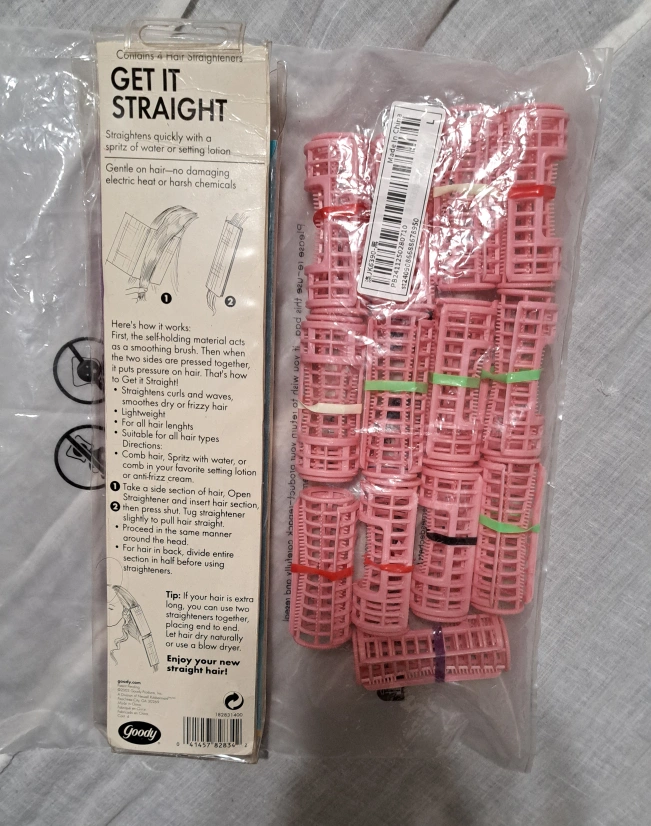 Contains 4 Hair Straighteners
GET IT
STRAIGHT
Straightens quickly with a
spritz of water or setting lotion
Gentle on hair—no damaging
electric heat or harsh chemicals
1
2
Here's how it works:
First, the self-holding material acts
as a smoothing brush. Then when
the two sides are pressed together,
it puts pressure on hair. That's how
to Get it Straight!
• Straightens curls and waves,
smoothes dry or frizzy hair
• Lightweight
• For all hair lenghts
• Suitable for all hair types
Directions:
• Comb hair, Spritz with water, or
comb in your favorite setting lotion
or anti-frizz cream.
1 Take a side section of hair, Open
Straightener and insert hair section,
2 then press shut. Tug straightener
slightly to pull hair straight.
• Proceed in the same manner
around the head.
• For hair in back, divide entire
section in half before using
straighteners.
Tip: If your hair is extra
long, you can use two
straighteners together,
placing end to end.
Let hair dry naturally
or use a blow dryer.
Enjoy your new
straight hair!
goody.com
Goody
41457 82834
Made in China
L